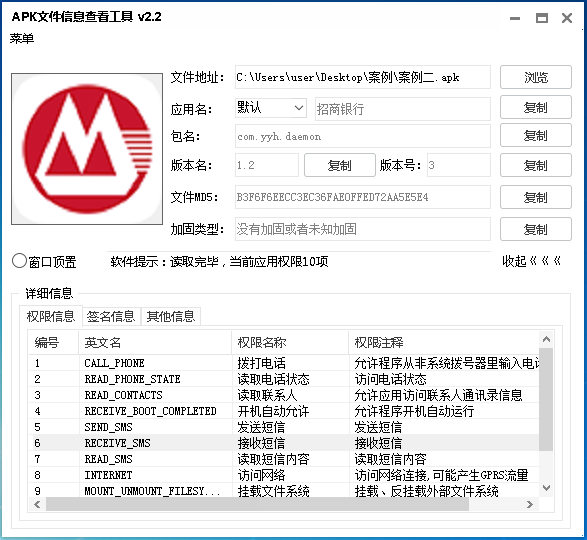 APK文件信息查看工具 v2.2
菜单
文件地址: C:\Users\user\Desktop\案例\案例二.apk 浏览
应用名: 默认 招商银行 复制
包名: com.yyh.daemon 复制
版本名: 1.2 复制 版本号: 3 复制
文件MD5: B3F6F6EECC3EC36FAE0FFED72AA5E5E4 复制
加固类型: 没有加固或者未知加固 复制
窗口顶置 软件提示：读取完毕，当前应用权限10项 收起《《《
详细信息
权限信息 签名信息 其他信息
编号 英文名 权限名称 权限注释
1 CALL_PHONE 拨打电话 允许程序从非系统拨号器里输入电话
2 READ_PHONE_STATE 读取电话状态 访问电话状态
3 READ_CONTACTS 读取联系人 允许应用访问联系人通讯录信息
4 RECEIVE_BOOT_COMPLETED 开机自动允许 允许程序开机自动运行
5 SEND_SMS 发送短信 发送短信
6 RECEIVE_SMS 接收短信 接收短信
7 READ_SMS 读取短信内容 读取短信内容
8 INTERNET 访问网络 访问网络连接,可能产生GPRS流量
9 MOUNT_UNMOUNT_FILESY... 挂载文件系统 挂载、反挂载外部文件系统